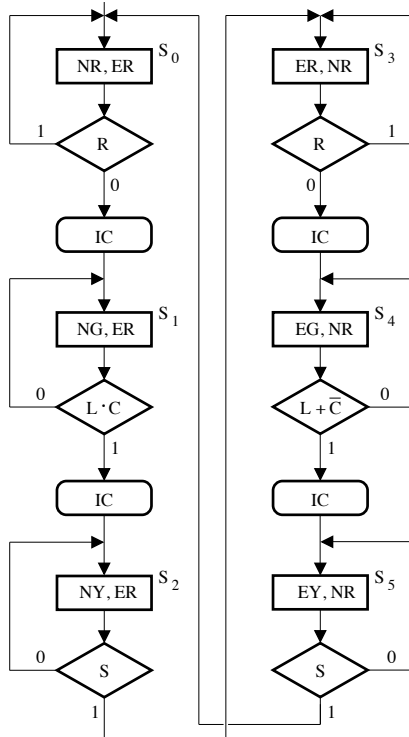 NR, ER
S0
1
R
0
IC
NG, ER
S1
0
L · C
1
IC
NY, ER
S2
0
S
1
ER, NR
S3
R
1
0
IC
EG, NR
S4
L + C̅
0
1
IC
EY, NR
S5
S
0
1